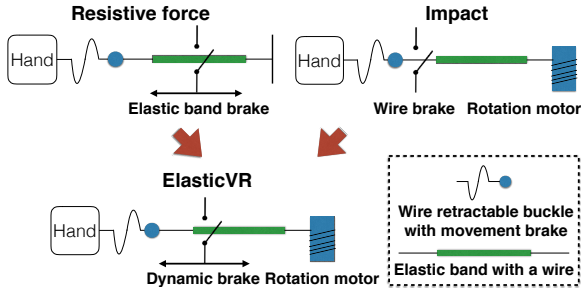 Resistive force
Impact
Hand
Hand
Elastic band brake
Wire brake
Rotation motor
ElasticVR
Hand
Dynamic brake
Rotation motor
Wire retractable buckle
with movement brake
Elastic band with a wire